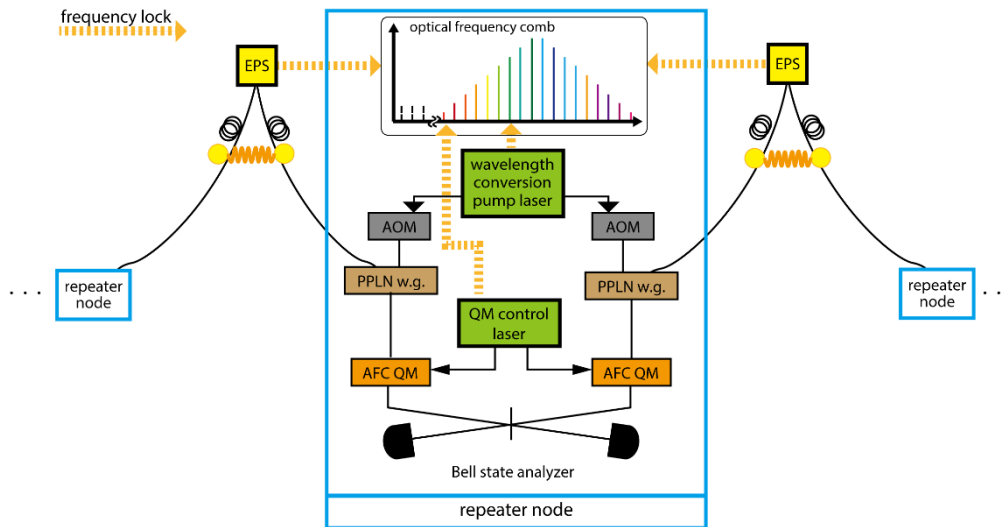 frequency lock
optical frequency comb
EPS
EPS
wavelength
conversion
pump laser
AOM
AOM
PPLN w.g.
PPLN w.g.
. . .
repeater
node
repeater
node
. . .
QM control
laser
AFC QM
AFC QM
Bell state analyzer
repeater node